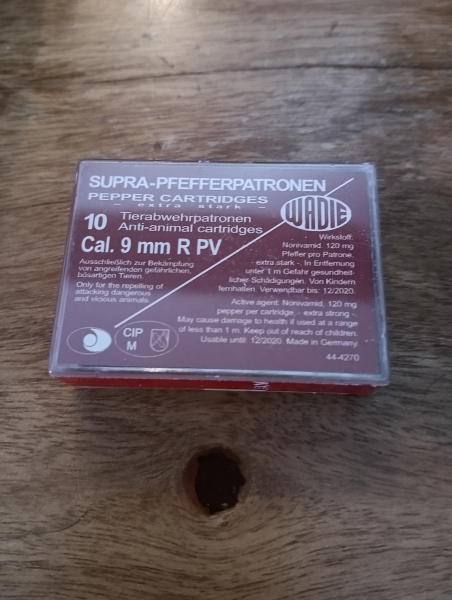 SUPRA-PFEFFERPATRONEN
PEPPER CARTRIDGES
– extra stark –
WADIE
10 Tierabwehrpatronen
Anti-animal cartridges
Cal. 9 mm R PV
Ausschließlich zur Bekämpfung
von angreifenden gefährlichen,
bösartigen Tieren.
Only for the repelling of
attacking dangerous
and vicious animals.
Wirkstoff:
Nonivamid, 120 mg
Pfeffer pro Patrone,
extra stark -. In Entfernung
unter 1 m Gefahr gesundheit-
licher Schädigungen. Von Kindern
fernhalten. Verwendbar bis: 12/2020.
Active agent: Nonivamid, 120 mg
pepper per cartridge, - extra strong -.
May cause damage to health if used at a range
of less than 1 m. Keep out of reach of children.
Usable until: 12/2020. Made in Germany.
CIP
M
44-4270